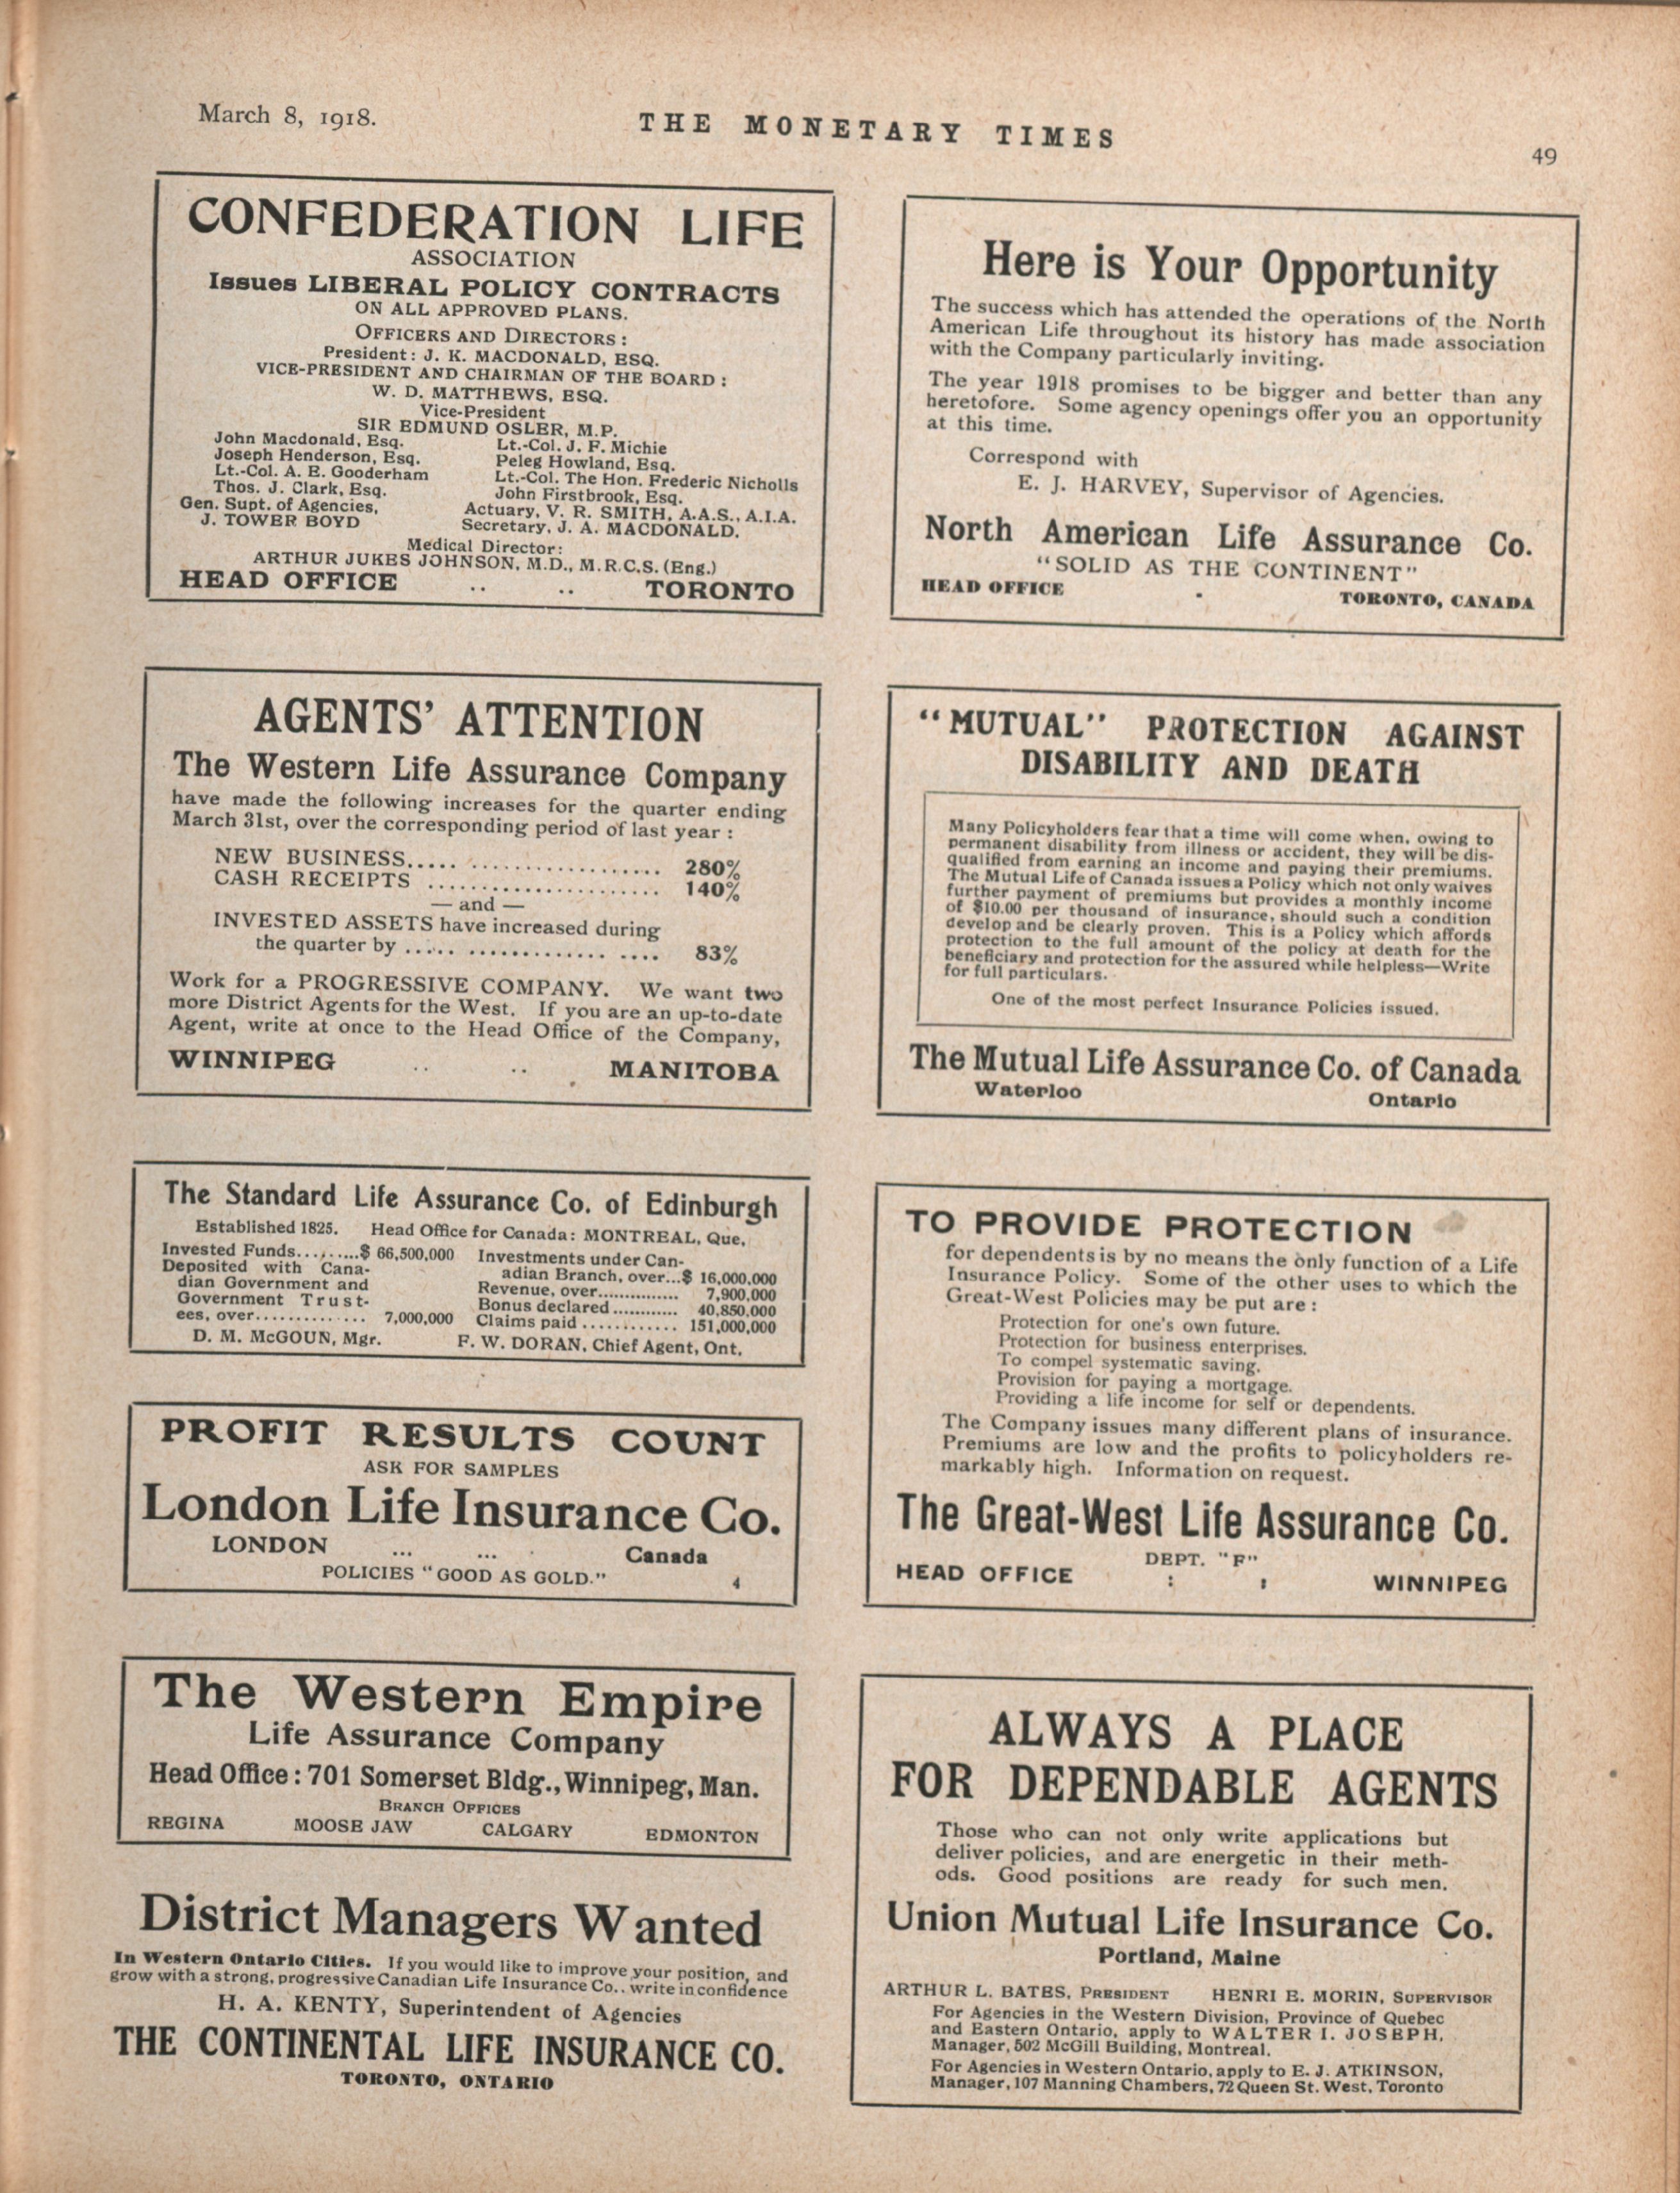 March 8, 1918.
THE MONETARY TIMES
49
CONFEDERATION LIFE
ASSOCIATION
Issues LIBERAL POLICY CONTRACTS
ON ALL APPROVED PLANS.
OFFICERS AND DIRECTORS :
President: J. K. MACDONALD, ESQ.
VICE-PRESIDENT AND CHAIRMAN OF THE BOARD :
W. D. MATTHEWS, ESQ.
Vice-President
SIR EDMUND OSLER, M.P.
John Macdonald, Esq. Lt.-Col. J. F. Michie
Joseph Henderson, Esq. Peleg Howland, Esq.
Lt.-Col. A. E. Gooderham Lt.-Col. The Hon. Frederic Nicholls
Thos. J. Clark, Esq. John Firstbrook, Esq.
Gen. Supt. of Agencies, Actuary, V. R. SMITH, A.A.S., A.I.A.
J. TOWER BOYD Secretary, J. A. MACDONALD.
Medical Director:
ARTHUR JUKES JOHNSON, M.D., M.R.C.S. (Eng.)
HEAD OFFICE .. .. TORONTO
AGENTS' ATTENTION
The Western Life Assurance Company
have made the following increases for the quarter ending
March 31st, over the corresponding period of last year :
NEW BUSINESS..... .................. 280%
CASH RECEIPTS ...................... 140%
— and —
INVESTED ASSETS have increased during
the quarter by ...... ............. .... 83%
Work for a PROGRESSIVE COMPANY. We want two
more District Agents for the West. If you are an up-to-date
Agent, write at once to the Head Office of the Company,
WINNIPEG .. .. MANITOBA
The Standard Life Assurance Co. of Edinburgh
Established 1825. Head Office for Canada: MONTREAL, Que.
Invested Funds.........$ 66,500,000
Deposited with Cana-
dian Government and
Government Trust-
ees, over.............. 7,000,000
Investments under Can-
adian Branch, over...$ 16,000,000
Revenue, over............... 7,900,000
Bonus declared............ 40,850,000
Claims paid............ 151,000,000
D. M. McGOUN, Mgr. F. W. DORAN, Chief Agent, Ont.
PROFIT RESULTS COUNT
ASK FOR SAMPLES
London Life Insurance Co.
LONDON ... ... Canada
POLICIES "GOOD AS GOLD." 4
The Western Empire
Life Assurance Company
Head Office: 701 Somerset Bldg., Winnipeg, Man.
BRANCH OFFICES
REGINA MOOSE JAW CALGARY EDMONTON
District Managers Wanted
In Western Ontario Cities. If you would like to improve your position, and
grow with a strong, progressive Canadian Life Insurance Co., write in confidence
H. A. KENTY, Superintendent of Agencies
THE CONTINENTAL LIFE INSURANCE CO.
TORONTO, ONTARIO
Here is Your Opportunity
The success which has attended the operations of the North
American Life throughout its history has made association
with the Company particularly inviting.
The year 1918 promises to be bigger and better than any
heretofore. Some agency openings offer you an opportunity
at this time.
Correspond with
E. J. HARVEY, Supervisor of Agencies.
North American Life Assurance Co.
"SOLID AS THE CONTINENT"
HEAD OFFICE . TORONTO, CANADA
"MUTUAL" PROTECTION AGAINST
DISABILITY AND DEATH
Many Policyholders fear that a time will come when, owing to
permanent disability from illness or accident, they will be dis-
qualified from earning an income and paying their premiums.
The Mutual Life of Canada issues a Policy which not only waives
further payment of premiums but provides a monthly income
of $10.00 per thousand of insurance, should such a condition
develop and be clearly proven. This is a Policy which affords
protection to the full amount of the policy at death for the
beneficiary and protection for the assured while helpless—Write
for full particulars.
One of the most perfect Insurance Policies issued.
The Mutual Life Assurance Co. of Canada
Waterloo Ontario
TO PROVIDE PROTECTION
for dependents is by no means the only function of a Life
Insurance Policy. Some of the other uses to which the
Great-West Policies may be put are :
Protection for one's own future.
Protection for business enterprises.
To compel systematic saving.
Provision for paying a mortgage.
Providing a life income for self or dependents.
The Company issues many different plans of insurance.
Premiums are low and the profits to policyholders re-
markably high. Information on request.
The Great-West Life Assurance Co.
DEPT. "F"
HEAD OFFICE : : WINNIPEG
ALWAYS A PLACE
FOR DEPENDABLE AGENTS
Those who can not only write applications but
deliver policies, and are energetic in their meth-
ods. Good positions are ready for such men.
Union Mutual Life Insurance Co.
Portland, Maine
ARTHUR L. BATES, PRESIDENT HENRI E. MORIN, SUPERVISOR
For Agencies in the Western Division, Province of Quebec
and Eastern Ontario, apply to WALTER I. JOSEPH,
Manager, 502 McGill Building, Montreal.
For Agencies in Western Ontario, apply to E. J. ATKINSON,
Manager, 107 Manning Chambers, 72 Queen St. West, Toronto